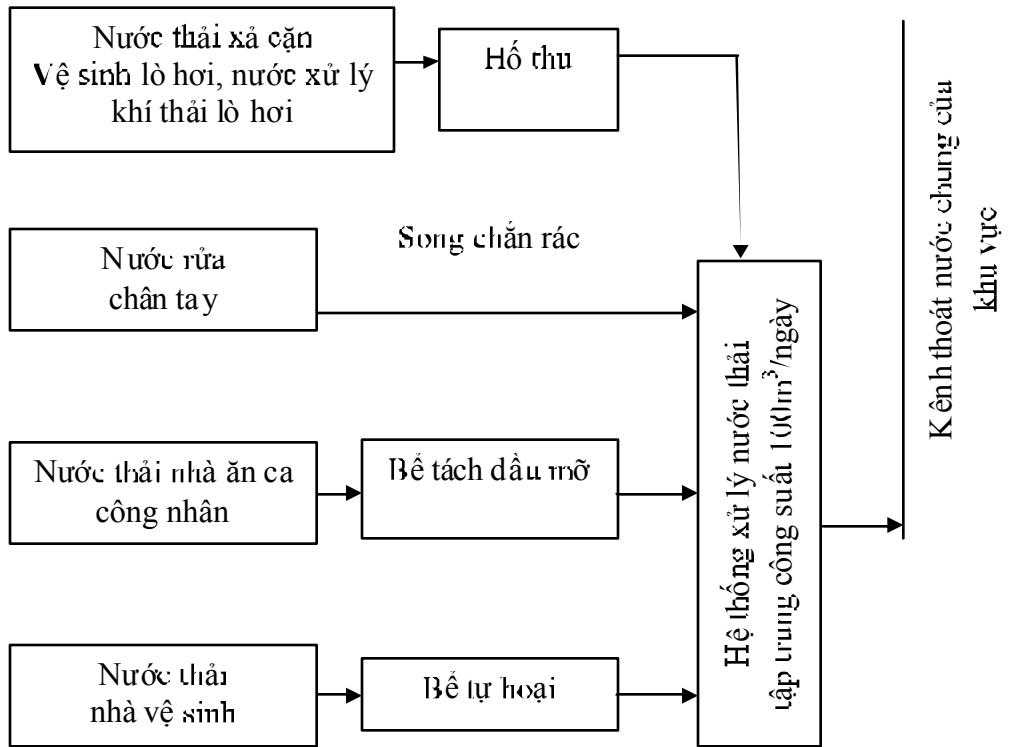 Nước thải xả cặn
Vệ sinh lò hơi, nước xử lý
khí thải lò hơi
Hố thu
Nước rửa
chân tay
Song chắn rác
Nước thải nhà ăn ca
công nhân
Bể tách dầu mỡ
Nước thải
nhà vệ sinh
Bể tự hoại
Hệ thống xử lý nước thải
tập trung công suất 100m³/ngày
Kênh thoát nước chung của
khu vực